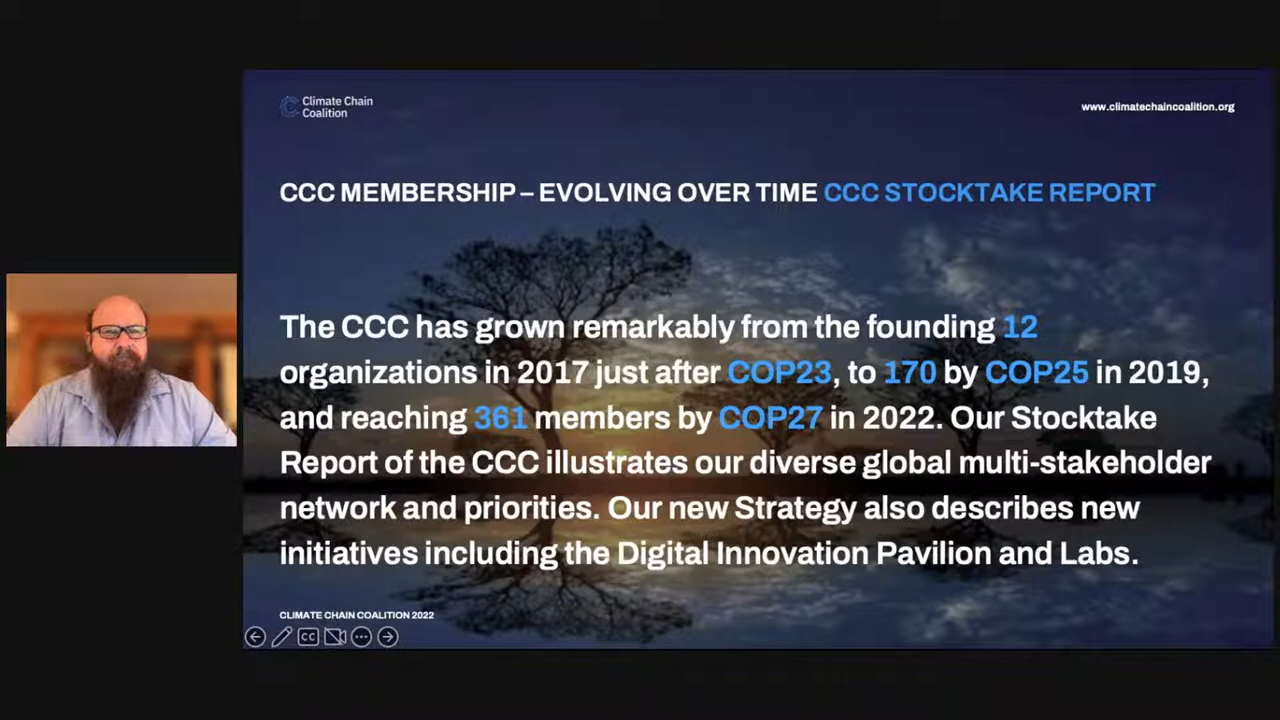 Climate Chain
Coalition
www.climatechaincoalition.org
CCC MEMBERSHIP – EVOLVING OVER TIME CCC STOCKTAKE REPORT
The CCC has grown remarkably from the founding 12
organizations in 2017 just after COP23, to 170 by COP25 in 2019,
and reaching 361 members by COP27 in 2022. Our Stocktake
Report of the CCC illustrates our diverse global multi-stakeholder
network and priorities. Our new Strategy also describes new
initiatives including the Digital Innovation Pavilion and Labs.
CLIMATE CHAIN COALITION 2022
CC